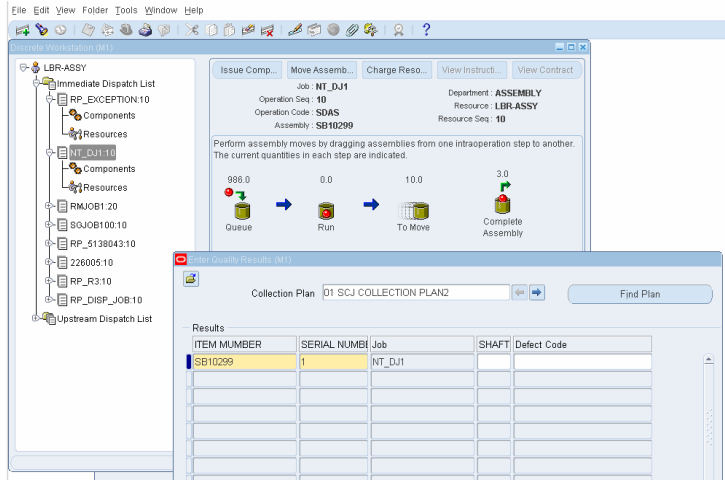 File Edit View Folder Tools Window Help
Discrete Workstation (M1)
LBR-ASSY
Immediate Dispatch List
RP_EXCEPTION:10
Components
Resources
NT_DJ1:10
Components
Resources
RMJOB1:20
SGJOB100:10
RP_5138043:10
226005:10
RP_R3:10
RP_DISP_JOB:10
Upstream Dispatch List
Issue Comp... Move Assemb... Charge Reso... View Instructi... View Contract
Job : NT_DJ1
Operation Seq : 10
Operation Code : SDAS
Assembly : SB10299
Department : ASSEMBLY
Resource : LBR-ASSY
Resource Seq : 10
Perform assembly moves by dragging assemblies from one intraoperation step to another.
The current quantities in each step are indicated.
986.0 0.0 10.0 3.0
Queue Run To Move Complete
Assembly
Enter Quality Results (M1)
Collection Plan 01 SCJ COLLECTION PLAN2 Find Plan
Results
ITEM MUMBER SERIAL NUMBE Job SHAFT Defect Code
SB10299 1 NT_DJ1